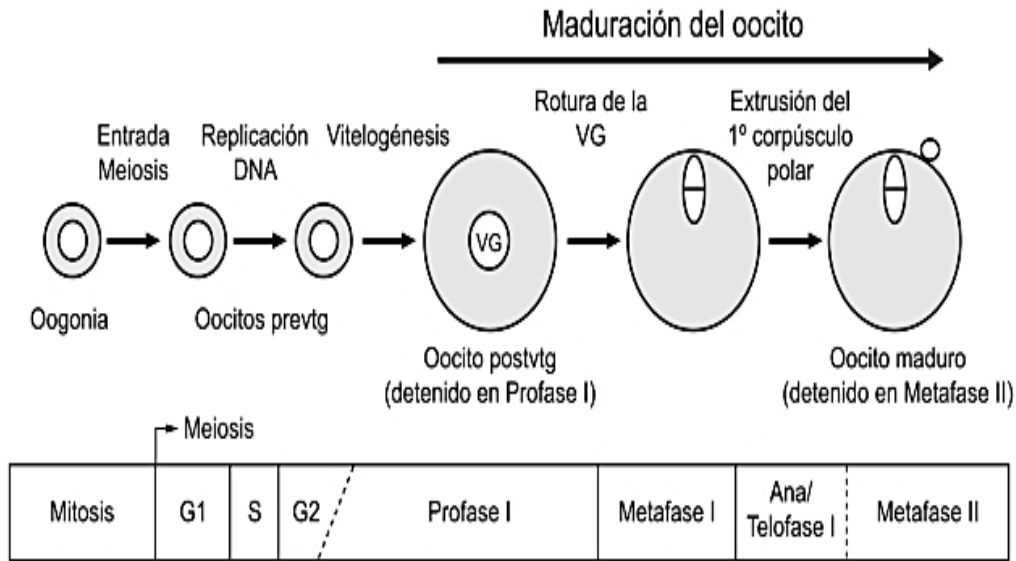 Maduración del oocito
Entrada
Meiosis
Replicación
DNA
Vitelogénesis
Rotura de la
VG
Extrusión del
1º corpúsculo
polar
VG
Oogonia
Oocitos prevtg
Oocito postvtg
(detenido en Profase I)
Oocito maduro
(detenido en Metafase II)
Meiosis
Mitosis
G1
S
G2
Profase I
Metafase I
Ana/
Telofase I
Metafase II